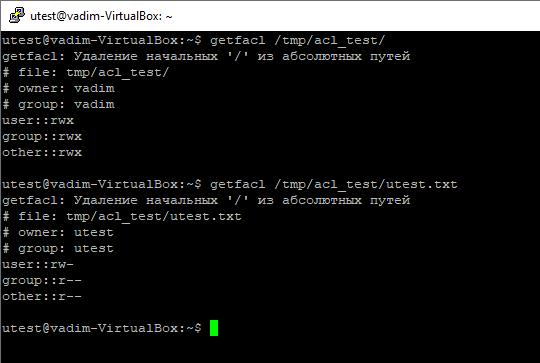 utest@vadim-VirtualBox: ~
utest@vadim-VirtualBox:~$ getfacl /tmp/acl_test/
getfacl: Удаление начальных '/' из абсолютных путей
# file: tmp/acl_test/
# owner: vadim
# group: vadim
user::rwx
group::rwx
other::rwx
utest@vadim-VirtualBox:~$ getfacl /tmp/acl_test/utest.txt
getfacl: Удаление начальных '/' из абсолютных путей
# file: tmp/acl_test/utest.txt
# owner: utest
# group: utest
user::rw-
group::r--
other::r--
utest@vadim-VirtualBox:~$